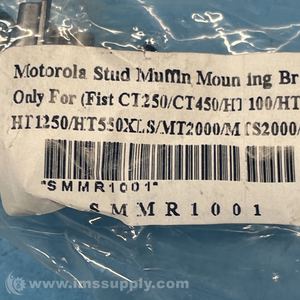 Motorola Stud Muffin Moun ing Br
Only For (Fist CT250/CT450/HT 100/HT
HT1250/HT550XLS/MT2000/M TS2000/
*SMMR1001*
SMMR1001
© www.imssupply.com